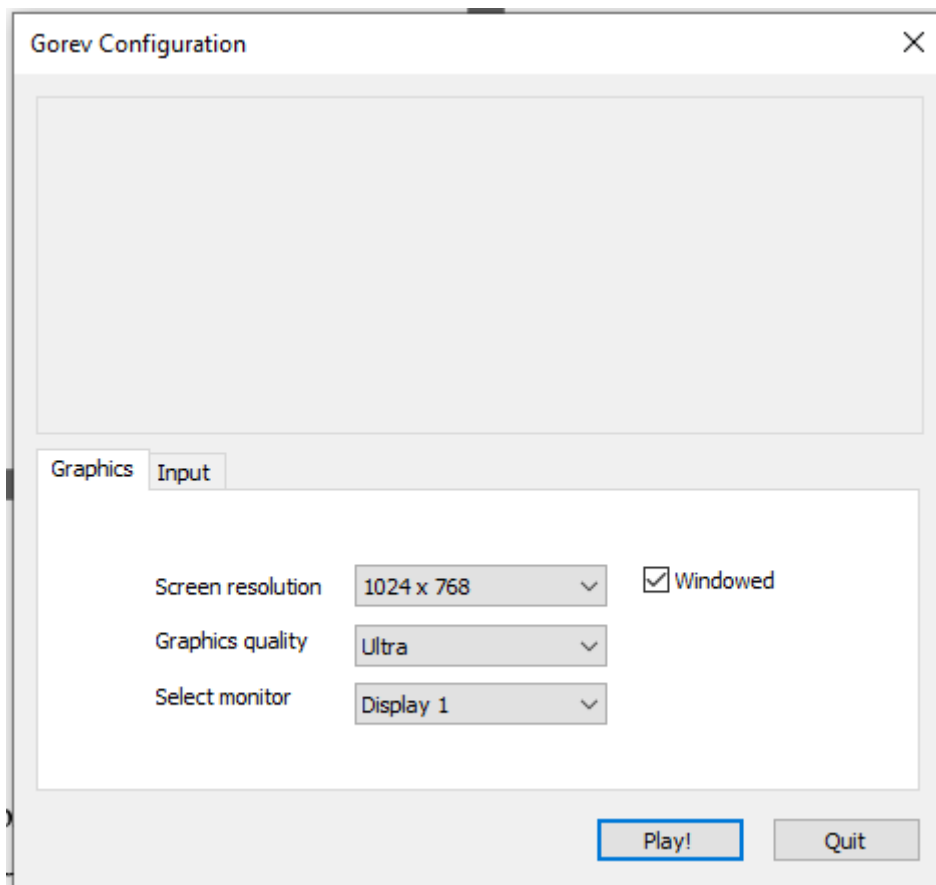 Gorev Configuration
Graphics
Input
Screen resolution
1024 x 768
Windowed
Graphics quality
Ultra
Select monitor
Display 1
Play!
Quit